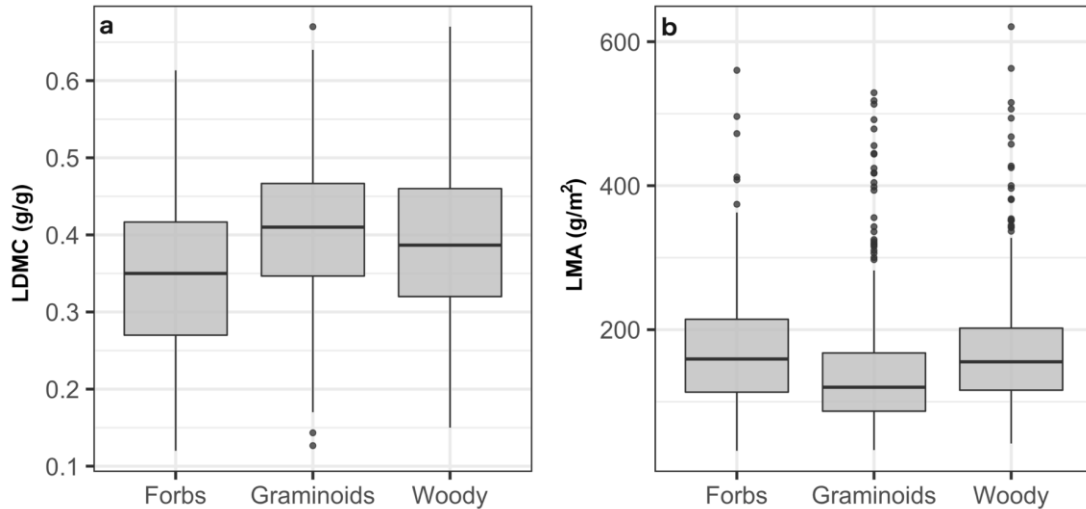 a
LDMC (g/g)
0.6
0.5
0.4
0.3
0.2
0.1
Forbs Graminoids Woody
b
LMA (g/m²)
600
400
200
Forbs Graminoids Woody